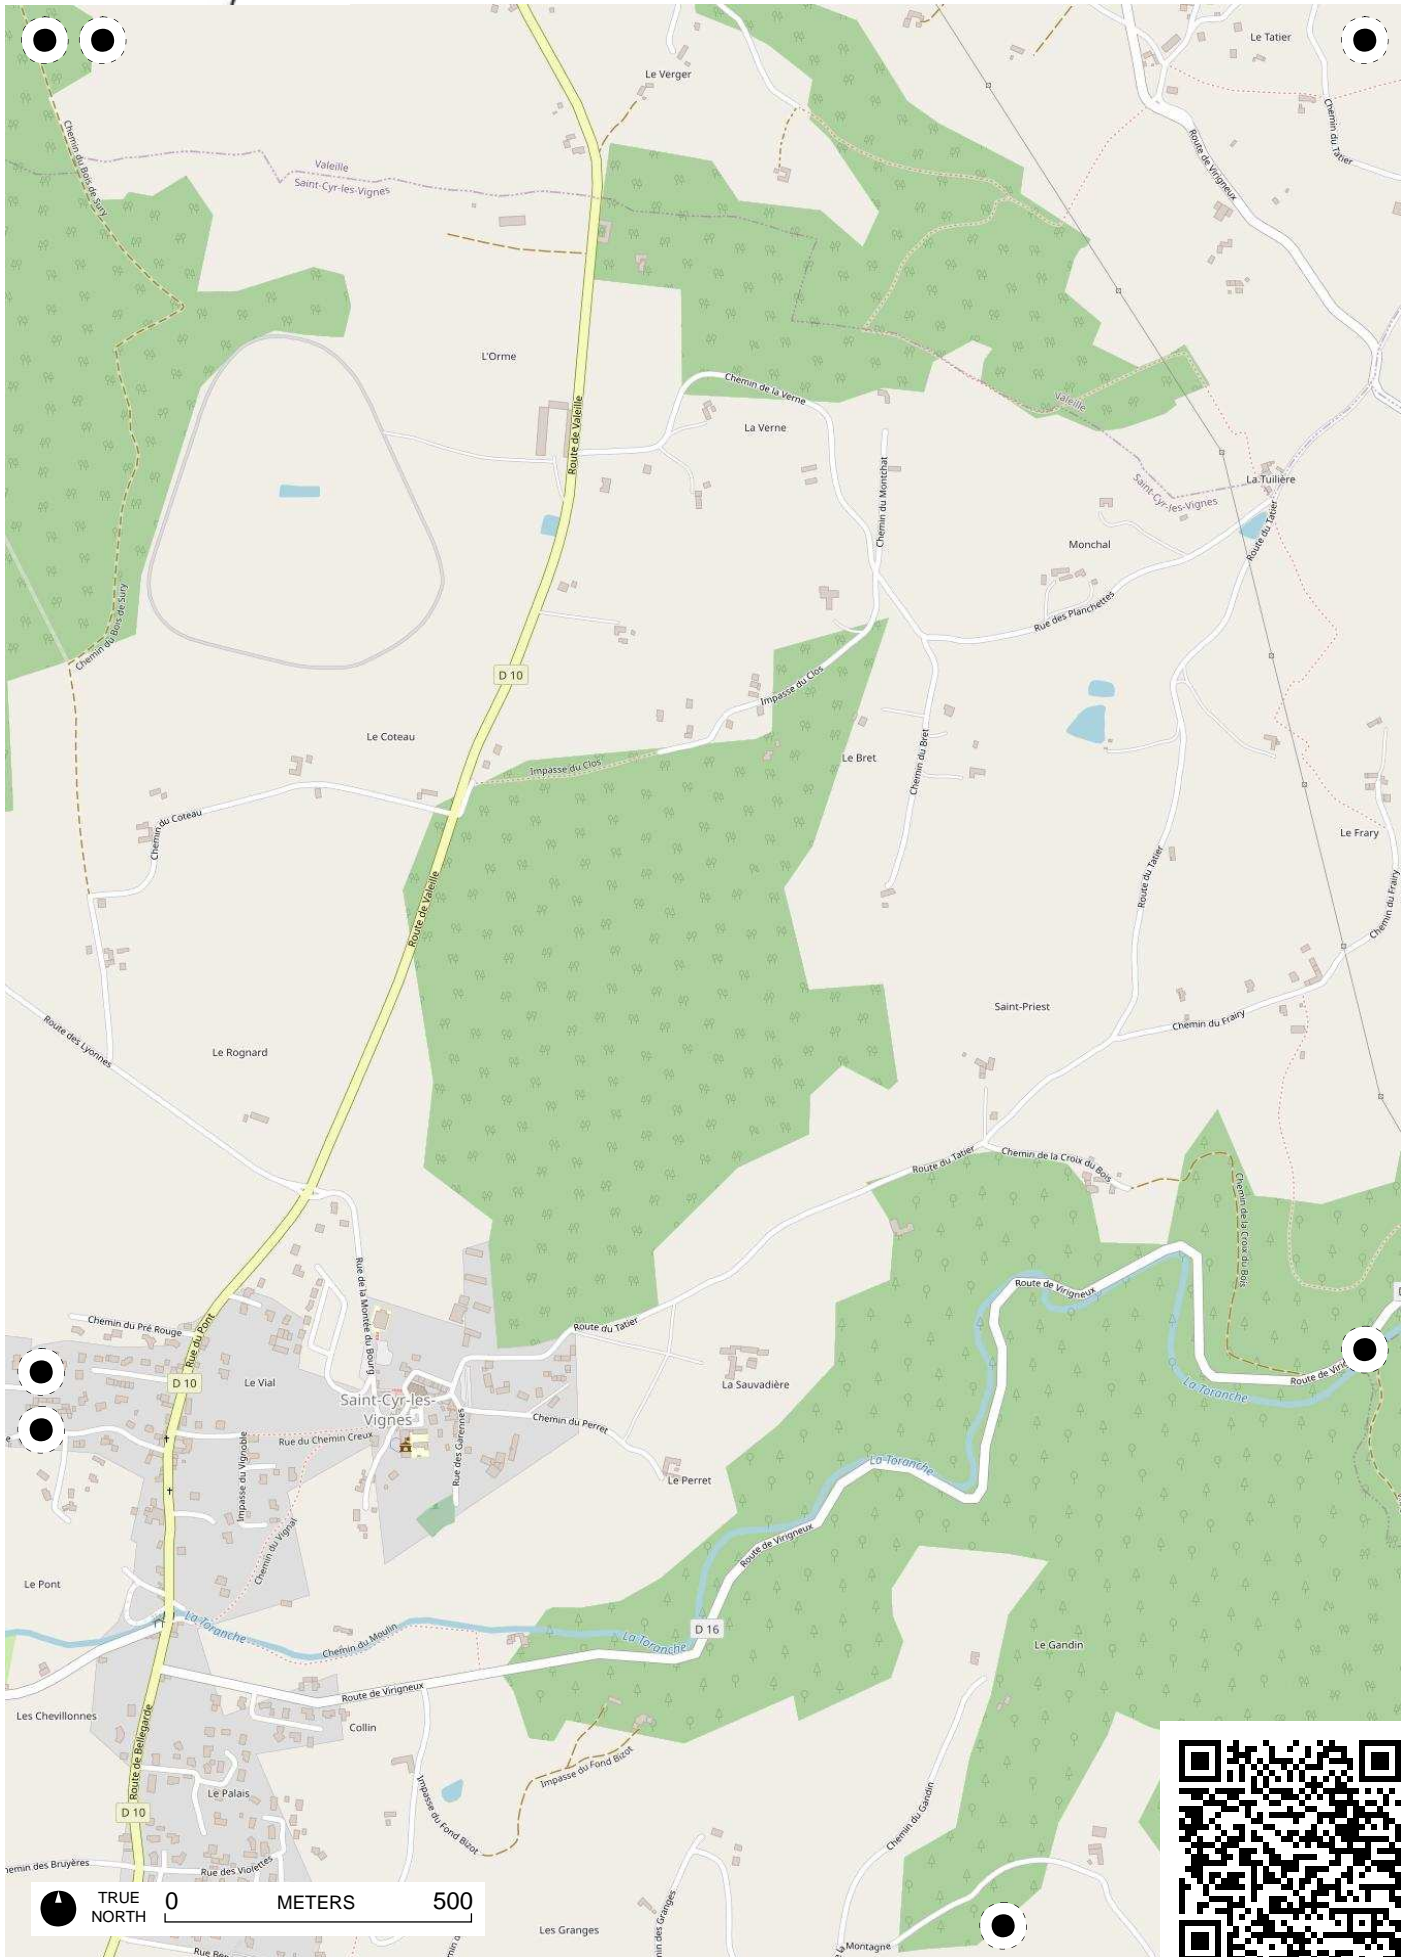 Le Tatier
Le Verger
Chemin du Tatier
Route de Virigneux
Chemin du Bois de Sury
Valeille
Saint-Cyr-les-Vignes
L'Orme
Chemin de la Verne
Valeille
Route de Valeille
La Verne
Chemin du Montchat
Saint-Cyr-les-Vignes
La Tuilière
Route du Tatier
Monchal
Chemin du Bois de Sury
Rue des Planchettes
D 10
Impasse du Clos
Le Coteau
Impasse du Clos
Le Bret
Chemin du Bret
Chemin du Coteau
Le Frary
Route de Valeille
Route du Tatier
Chemin du Frairy
Saint-Priest
Chemin du Frairy
Route des Lyonnes
Le Rognard
Route du Tatier
Chemin de la Croix du Bois
Chemin de la Croix du Bois
Rue de la Montée du Bourg
Route de Virigneux
Chemin du Pré Rouge
Rue du Pont
Route du Tatier
D 10
Le Vial
La Sauvadière
Route de Viri
La Toranche
Saint-Cyr-les-
Vignes
Chemin du Perret
Rue du Chemin Creux
Rue des Garennes
Impasse du Vignoble
La Toranche
Le Perret
Chemin du Vignal
Route de Virigneux
Le Pont
La Toranche
Chemin du Moulin
La Toranche
D 16
Le Gandin
Route de Virigneux
Les Chevillonnes
Collin
Route de Bellegarde
Impasse du Fond Bizot
Impasse du Fond Bizot
Le Palais
D 10
Chemin du Gandin
hemin des Bruyères
Rue des Violettes
TRUE
NORTH
0 METERS 500
Les Granges
min des Granges
la Montagne
Rue Ber